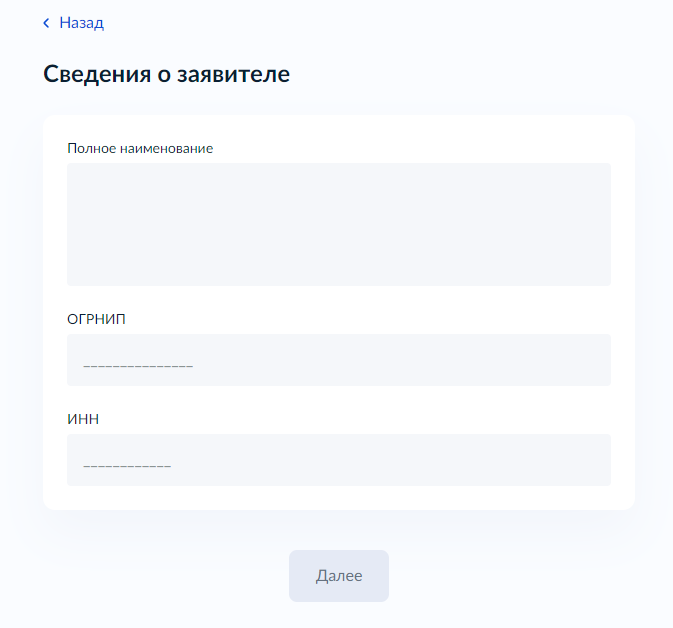 Назад
Сведения о заявителе
Полное наименование
ОГРНИП
_______________
ИНН
____________
Далее